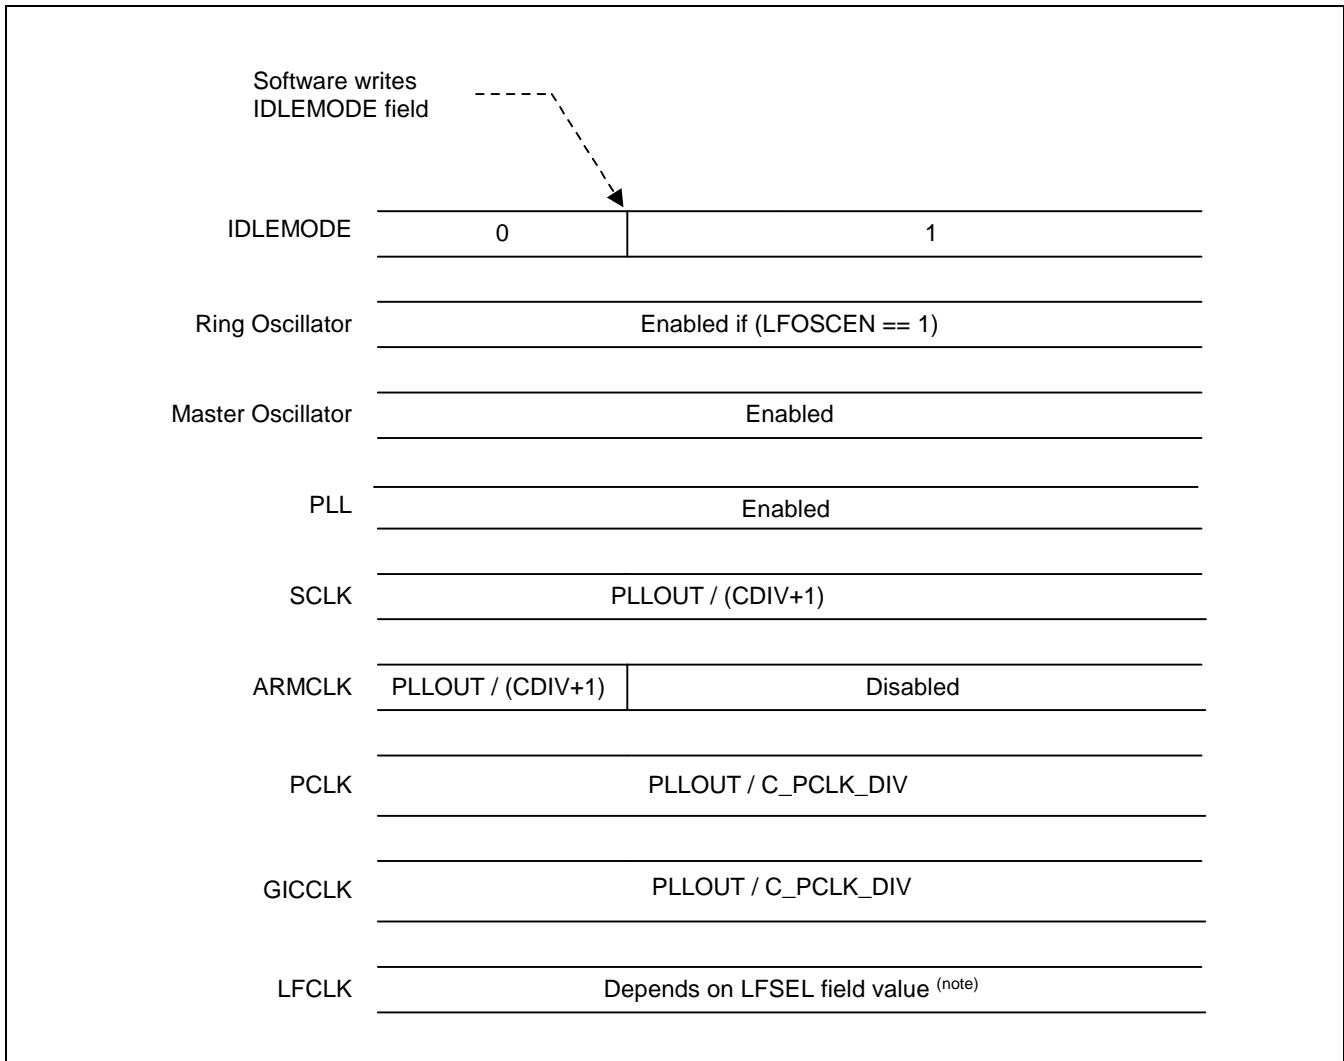 Software writes
IDLEMODE field
IDLEMODE 0 1
Ring Oscillator Enabled if (LFOSCEN == 1)
Master Oscillator Enabled
PLL Enabled
SCLK PLLOUT / (CDIV+1)
ARMCLK PLLOUT / (CDIV+1) Disabled
PCLK PLLOUT / C_PCLK_DIV
GICCLK PLLOUT / C_PCLK_DIV
LFCLK Depends on LFSEL field value (note)